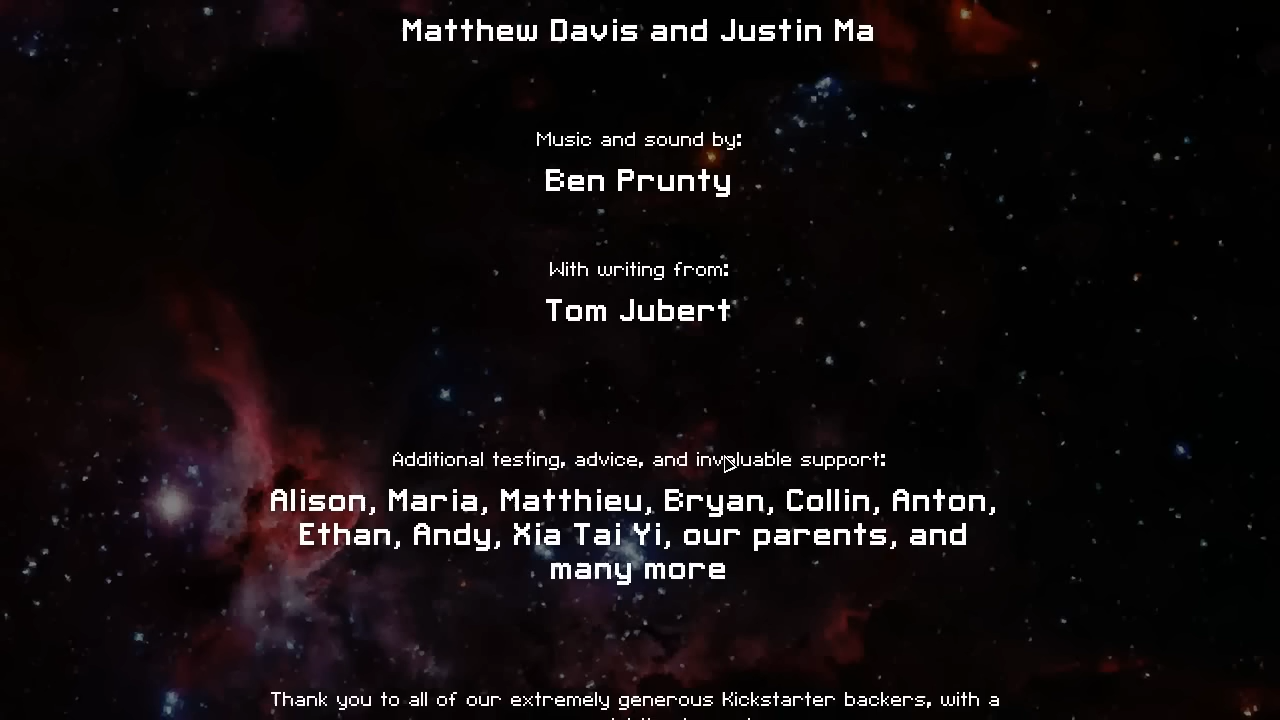 Matthew Davis and Justin Ma
Music and sound by:
Ben Prunty
With writing from:
Tom Jubert
Additional testing, advice, and invaluable support:
Alison, Maria, Matthieu, Bryan, Collin, Anton,
Ethan, Andy, Xia Tai Yi, our parents, and
many more
Thank you to all of our extremely generous Kickstarter backers, with a